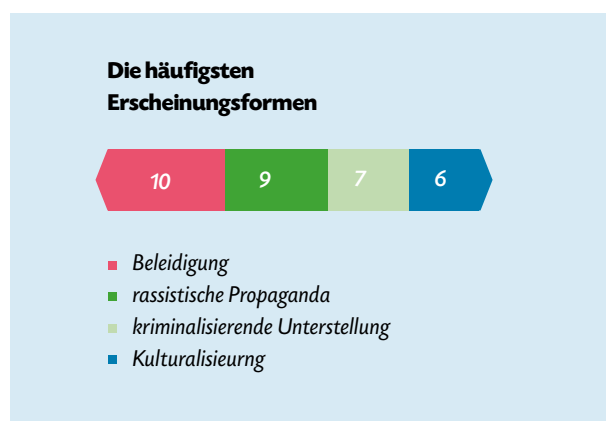 Die häufigsten
Erscheinungsformen
10 9 7 6
Beleidigung
rassistische Propaganda
kriminalisierende Unterstellung
Kulturalisieurng